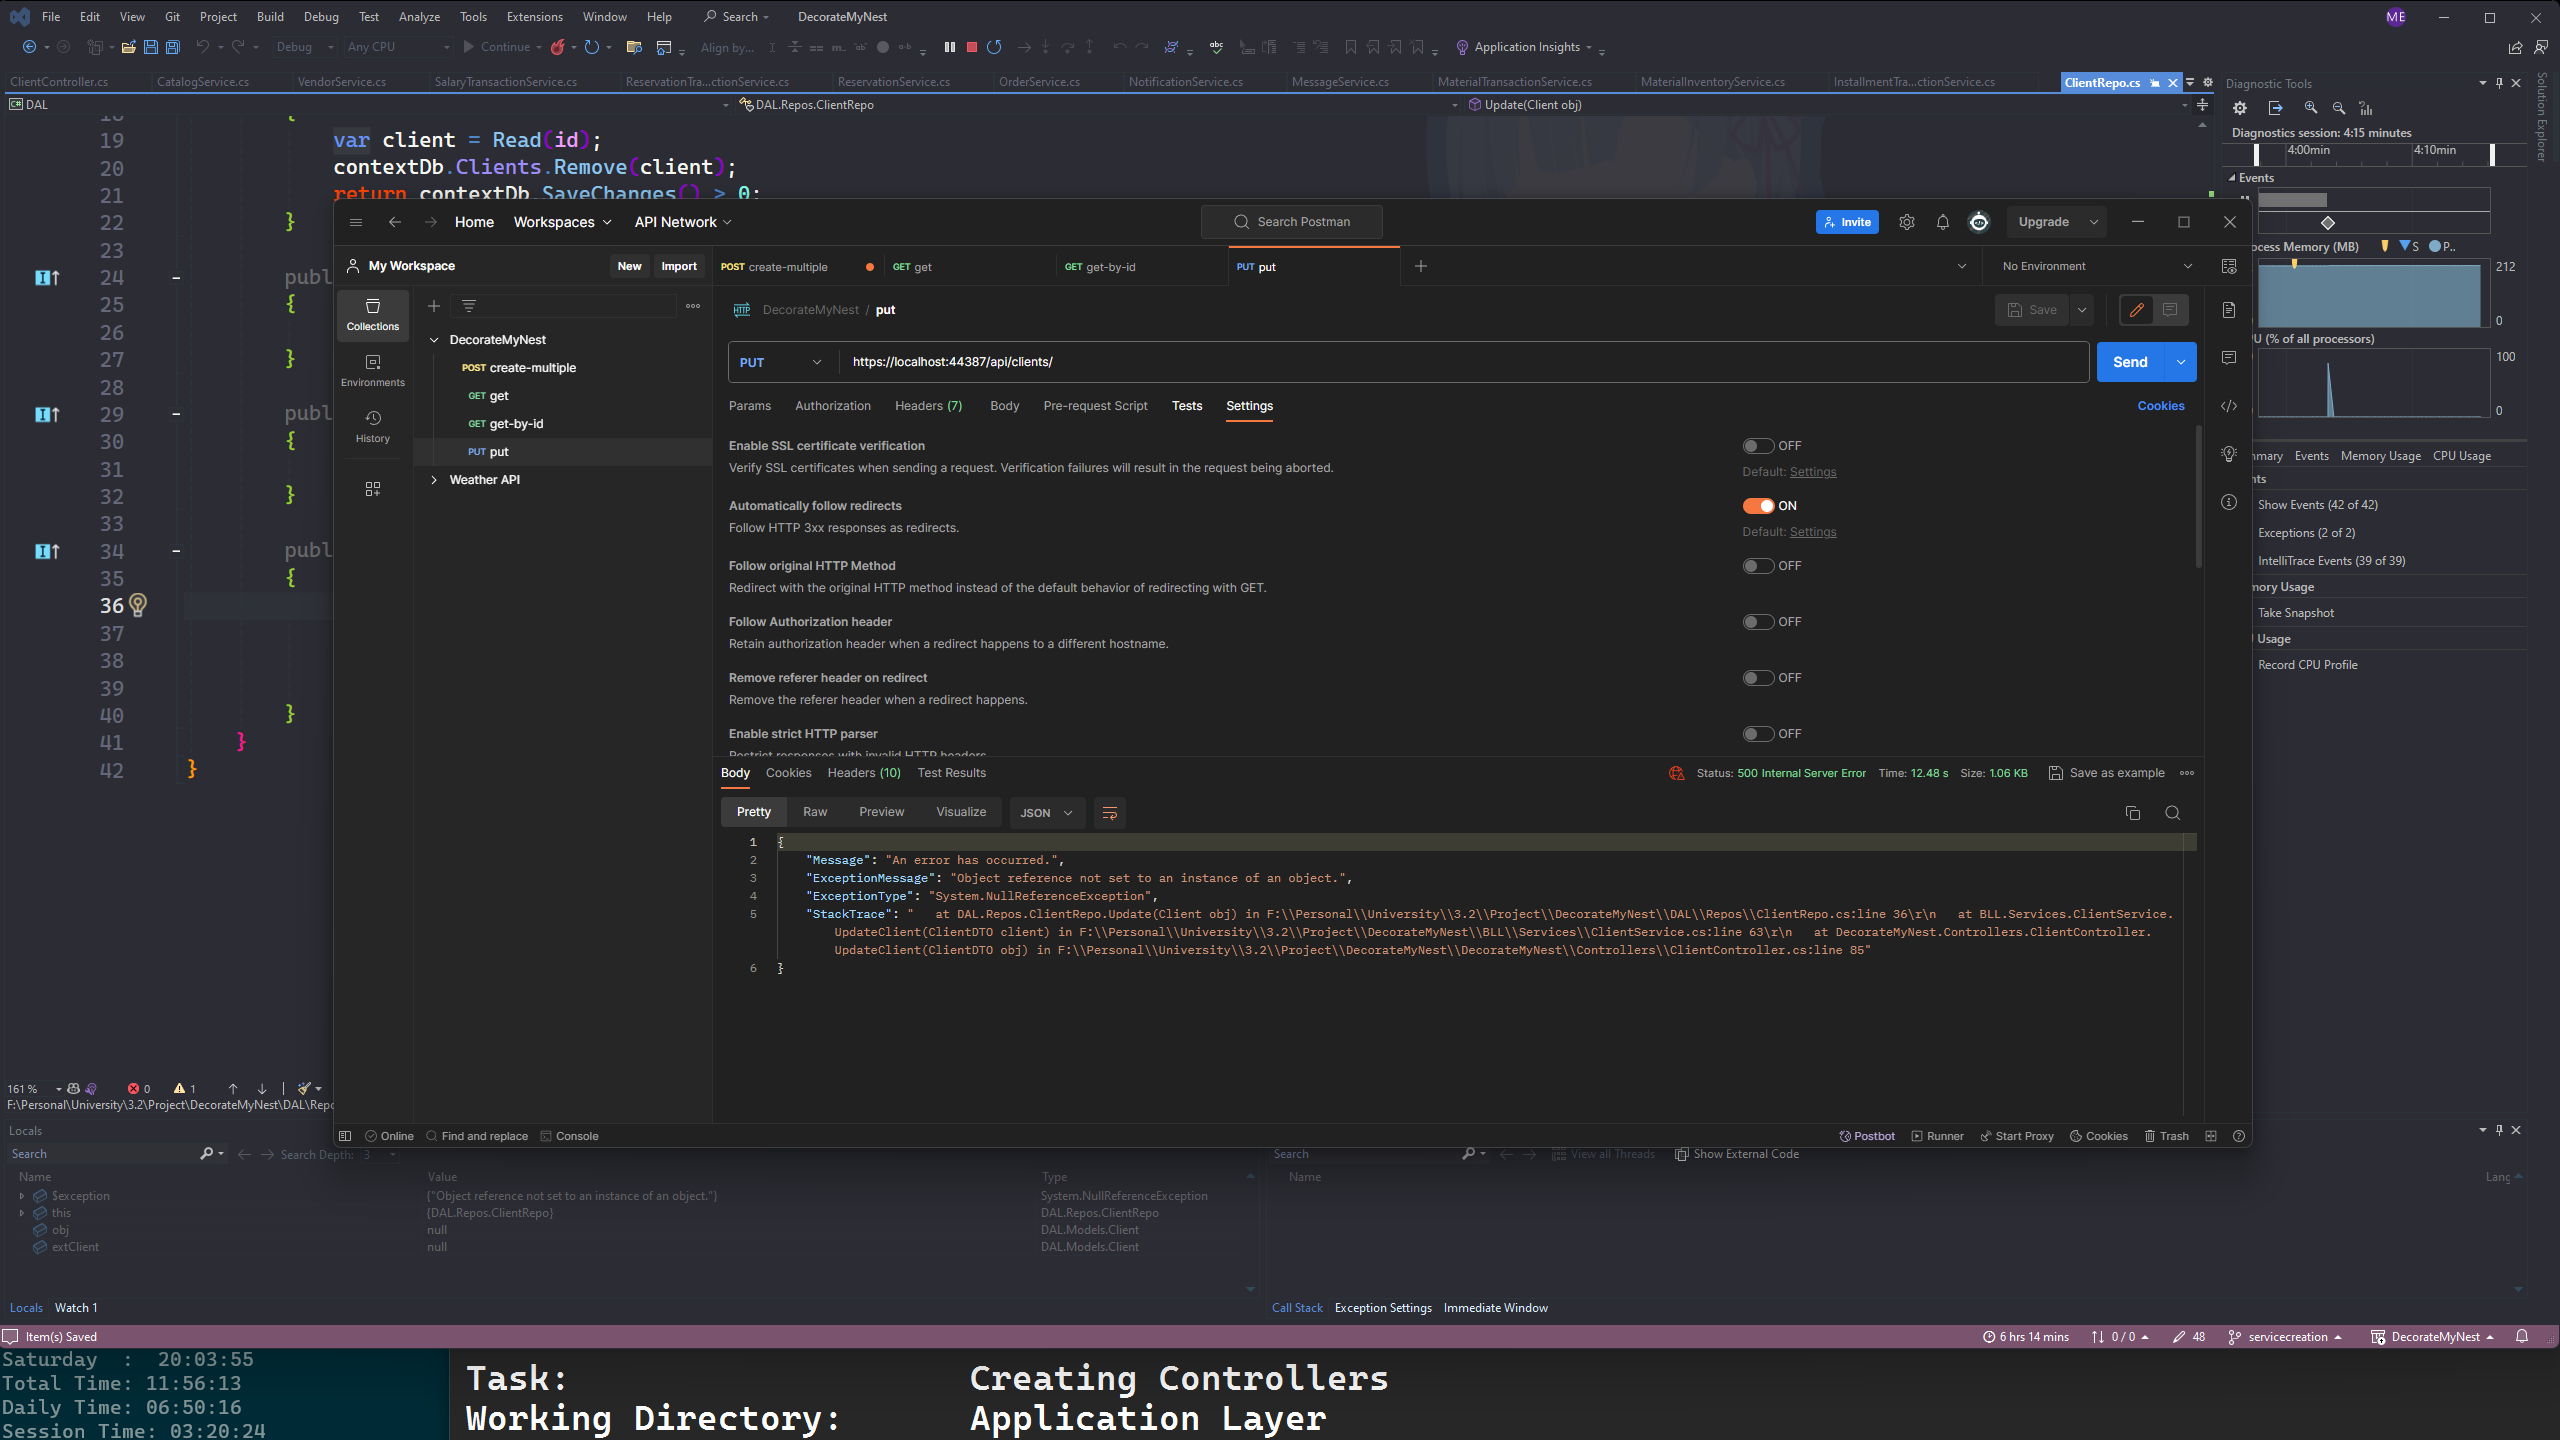 File Edit View Git Project Build Debug Test Analyze Tools Extensions Window Help Search DecorateMyNest ME
Debug Any CPU Continue Align by... Application Insights
ClientController.cs CatalogService.cs VendorService.cs SalaryTransactionService.cs ReservationTra...ctionService.cs ReservationService.cs OrderService.cs NotificationService.cs MessageService.cs MaterialTransactionService.cs MaterialInventoryService.cs InstallmentTra...ctionService.cs ClientRepo.cs
DAL DAL.Repos.ClientRepo Update(Client obj)
18 {
19 var client = Read(id);
20 contextDb.Clients.Remove(client);
21 return contextDb.SaveChanges() > 0;
22 }
23
24 publ
25 {
26
27 }
28
29 publ
30 {
31
32 }
33
34 publ
35 {
36
37
38
39
40 }
41 }
42 }
Home Workspaces API Network Search Postman Invite Upgrade
My Workspace New Import POST create-multiple GET get GET get-by-id PUT put No Environment
Collections
Environments
History
DecorateMyNest
POST create-multiple
GET get
GET get-by-id
PUT put
Weather API
HTTP DecorateMyNest / put Save
PUT https://localhost:44387/api/clients/ Send
Params Authorization Headers (7) Body Pre-request Script Tests Settings Cookies
Enable SSL certificate verification OFF
Verify SSL certificates when sending a request. Verification failures will result in the request being aborted. Default: Settings
Automatically follow redirects ON
Follow HTTP 3xx responses as redirects. Default: Settings
Follow original HTTP Method OFF
Redirect with the original HTTP method instead of the default behavior of redirecting with GET.
Follow Authorization header OFF
Retain authorization header when a redirect happens to a different hostname.
Remove referer header on redirect OFF
Remove the referer header when a redirect happens.
Enable strict HTTP parser OFF
Restrict responses with invalid HTTP headers.
Body Cookies Headers (10) Test Results Status: 500 Internal Server Error Time: 12.48 s Size: 1.06 KB Save as example
Pretty Raw Preview Visualize JSON
1 {
2 "Message": "An error has occurred.",
3 "ExceptionMessage": "Object reference not set to an instance of an object.",
4 "ExceptionType": "System.NullReferenceException",
5 "StackTrace": "   at DAL.Repos.ClientRepo.Update(Client obj) in F:\\Personal\\University\\3.2\\Project\\DecorateMyNest\\DAL\\Repos\\ClientRepo.cs:line 36\r\n   at BLL.Services.ClientService.
UpdateClient(ClientDTO client) in F:\\Personal\\University\\3.2\\Project\\DecorateMyNest\\BLL\\Services\\ClientService.cs:line 63\r\n   at DecorateMyNest.Controllers.ClientController.
UpdateClient(ClientDTO obj) in F:\\Personal\\University\\3.2\\Project\\DecorateMyNest\\DecorateMyNest\\Controllers\\ClientController.cs:line 85"
6 }
Online Find and replace Console Postbot Runner Start Proxy Cookies Trash
Diagnostic Tools
Solution Explorer
Diagnostics session: 4:15 minutes
4:00min 4:10min
Events
ocess Memory (MB) S P..
212 212
0 0
U (% of all processors)
100
0
mmary Events Memory Usage CPU Usage
nts
Show Events (42 of 42)
Exceptions (2 of 2)
IntelliTrace Events (39 of 39)
mory Usage
Take Snapshot
Usage
Record CPU Profile
161 % 0 1
F:\Personal\University\3.2\Project\DecorateMyNest\DAL\Repo
Locals
Search Search Depth: 3
Name Value Type
$exception {"Object reference not set to an instance of an object."} System.NullReferenceException
this {DAL.Repos.ClientRepo} DAL.Repos.ClientRepo
obj null DAL.Models.Client
extClient null DAL.Models.Client
Locals Watch 1
Search View all Threads Show External Code
Name Lang
Call Stack Exception Settings Immediate Window
Item(s) Saved 6 hrs 14 mins 0 / 0 48 servicecreation DecorateMyNest
Saturday : 20:03:55
Total Time: 11:56:13
Daily Time: 06:50:16
Session Time: 03:20:24
Task: Creating Controllers
Working Directory: Application Layer